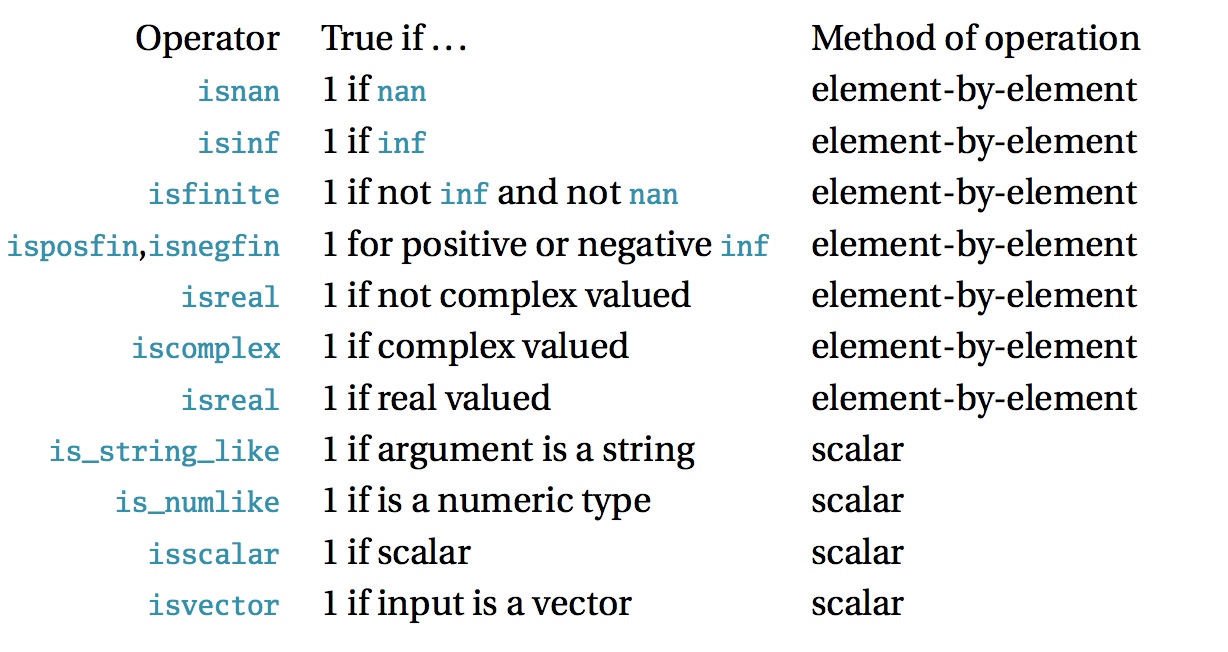 Operator True if ... Method of operation
isnan 1 if nan element-by-element
isinf 1 if inf element-by-element
isfinite 1 if not inf and not nan element-by-element
isposfin,isnegfin 1 for positive or negative inf element-by-element
isreal 1 if not complex valued element-by-element
iscomplex 1 if complex valued element-by-element
isreal 1 if real valued element-by-element
is_string_like 1 if argument is a string scalar
is_numlike 1 if is a numeric type scalar
isscalar 1 if scalar scalar
isvector 1 if input is a vector scalar